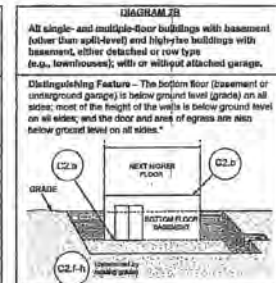 DIAGRAM 2B
All single- and multiple-floor buildings with basement
(other than split-level) and high-rise buildings with
basement, either detached or row type
(e.g., townhouses); with or without attached garage.
Distinguishing Feature – The bottom floor (basement or
underground garage) is below ground level (grade) on all
sides; most of the height of the walls is below ground level
on all sides; and the door and area of egress are also
below ground level on all sides.*
C2.b
NEXT HIGHER
FLOOR
C2.b
GRADE
BOTTOM FLOOR
BASEMENT
C2.f-h